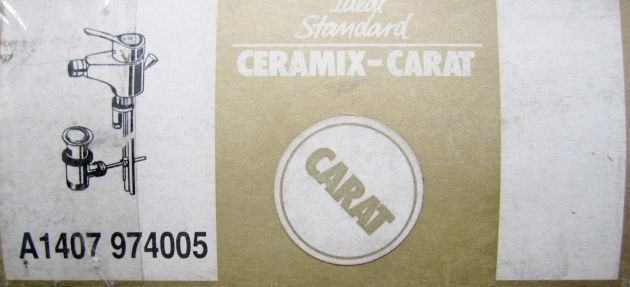 Ideal
Standard
CERAMIX-CARAT
CARAT
A1407 974005